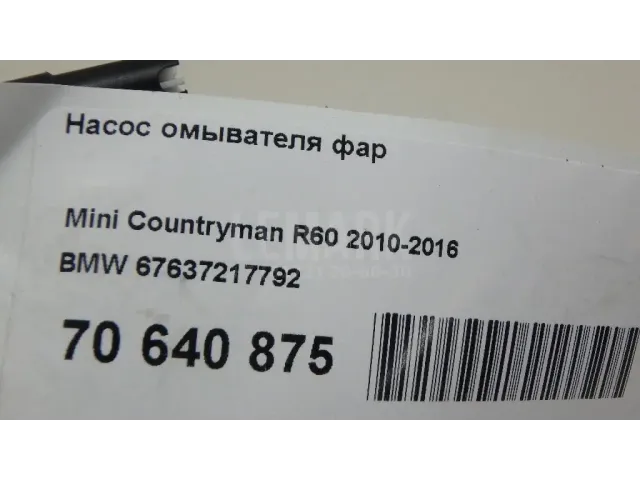 Насос омывателя фар
Mini Countryman R60 2010-2016
BMW 67637217792
70 640 875